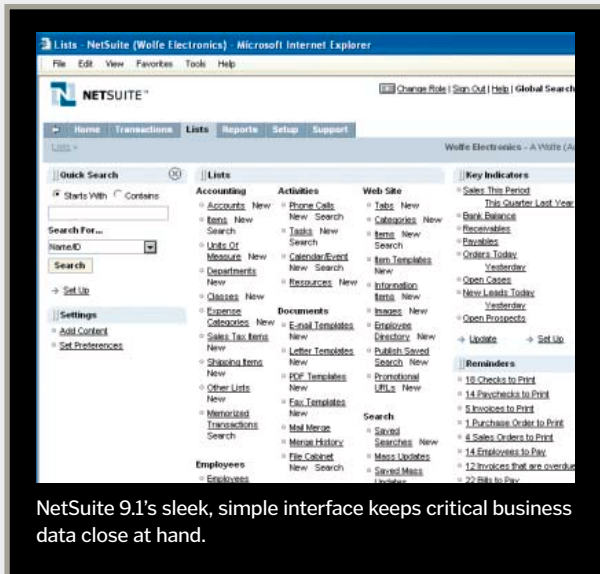 Lists - NetSuite (Wolfe Electronics) - Microsoft Internet Explorer
File Edit View Favorites Tools Help
NETSUITE™
Change Role | Sign Out | Help | Global Search
Home Transactions Lists Reports Setup Support
Lists »
Wolfe Electronics - A Wolfe (A
Quick Search
Starts With Contains
Search For...
Name/ID
Search
Set Up
Settings
Add Content
Set Preferences
Lists
Accounting
Accounts New
Items New
Search
Units Of
Measure New
Departments
New
Classes New
Expense
Categories New
Sales Tax Items
New
Shipping Items
New
Other Lists
New
Memorized
Transactions
Search
Employees
Employees
Activities
Phone Calls
New Search
Tasks New
Search
Calendar/Event
New Search
Resources New
Documents
E-mail Templates
New
Letter Templates
New
PDF Templates
New
Fax Templates
New
Mail Merge
Merge History
File Cabinet
New Search
Web Site
Tabs New
Categories New
Items New
Search
Item Templates
New
Information
Items New
Images New
Employee
Directory New
Publish Saved
Search New
Promotional
URLs New
Search
Saved
Searches New
Mass Updates
Saved Mass
Updates
Key Indicators
Sales This Period
This Quarter Last Year
Bank Balance
Receivables
Payables
Orders Today
Yesterday
Open Cases
New Leads Today
Yesterday
Open Prospects
Update Set Up
Reminders
16 Checks to Print
14 Paychecks to Print
5 Invoices to Print
1 Purchase Order to Print
4 Sales Orders to Print
14 Employees to Pay
12 Invoices that are overdue
22 Bills to Pay
NetSuite 9.1's sleek, simple interface keeps critical business
data close at hand.